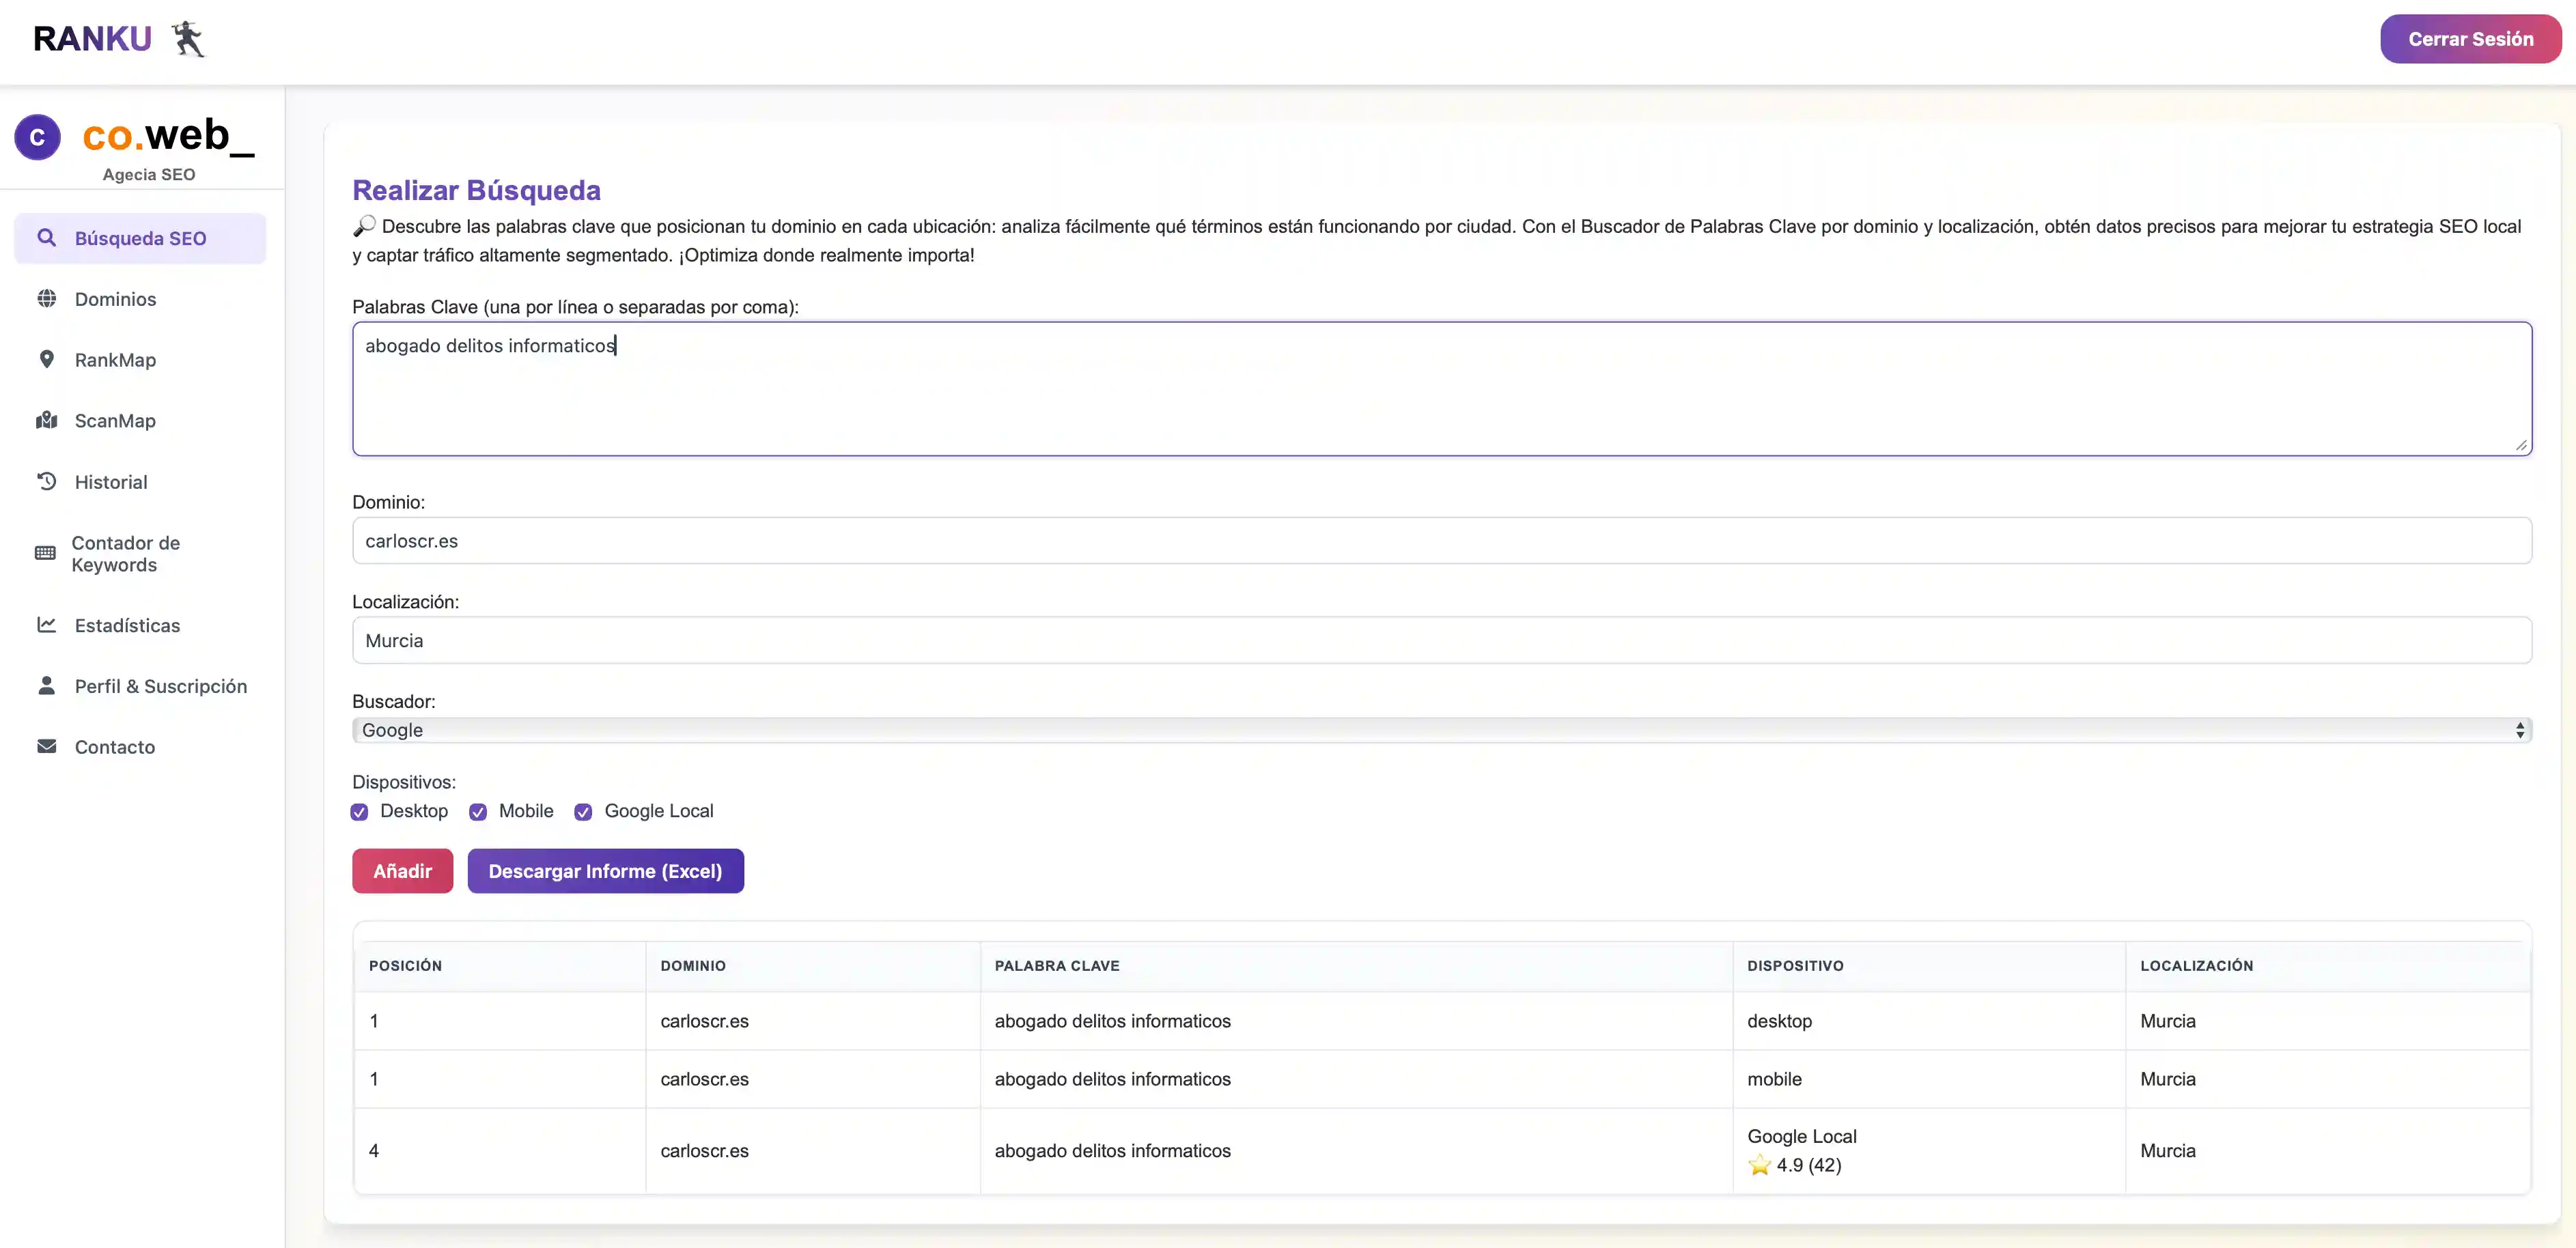 RANKU
Cerrar Sesión
C
co.web_
Agecia SEO
Búsqueda SEO
Dominios
RankMap
ScanMap
Historial
Contador de
Keywords
Estadísticas
Perfil & Suscripción
Contacto
Realizar Búsqueda
Descubre las palabras clave que posicionan tu dominio en cada ubicación: analiza fácilmente qué términos están funcionando por ciudad. Con el Buscador de Palabras Clave por dominio y localización, obtén datos precisos para mejorar tu estrategia SEO local
y captar tráfico altamente segmentado. ¡Optimiza donde realmente importa!
Palabras Clave (una por línea o separadas por coma):
abogado delitos informaticos
Dominio:
carloscr.es
Localización:
Murcia
Buscador:
Google
Dispositivos:
Desktop Mobile Google Local
Añadir Descargar Informe (Excel)
POSICIÓN DOMINIO PALABRA CLAVE DISPOSITIVO LOCALIZACIÓN
1 carloscr.es abogado delitos informaticos desktop Murcia
1 carloscr.es abogado delitos informaticos mobile Murcia
4 carloscr.es abogado delitos informaticos Google Local Murcia
⭐ 4.9 (42)